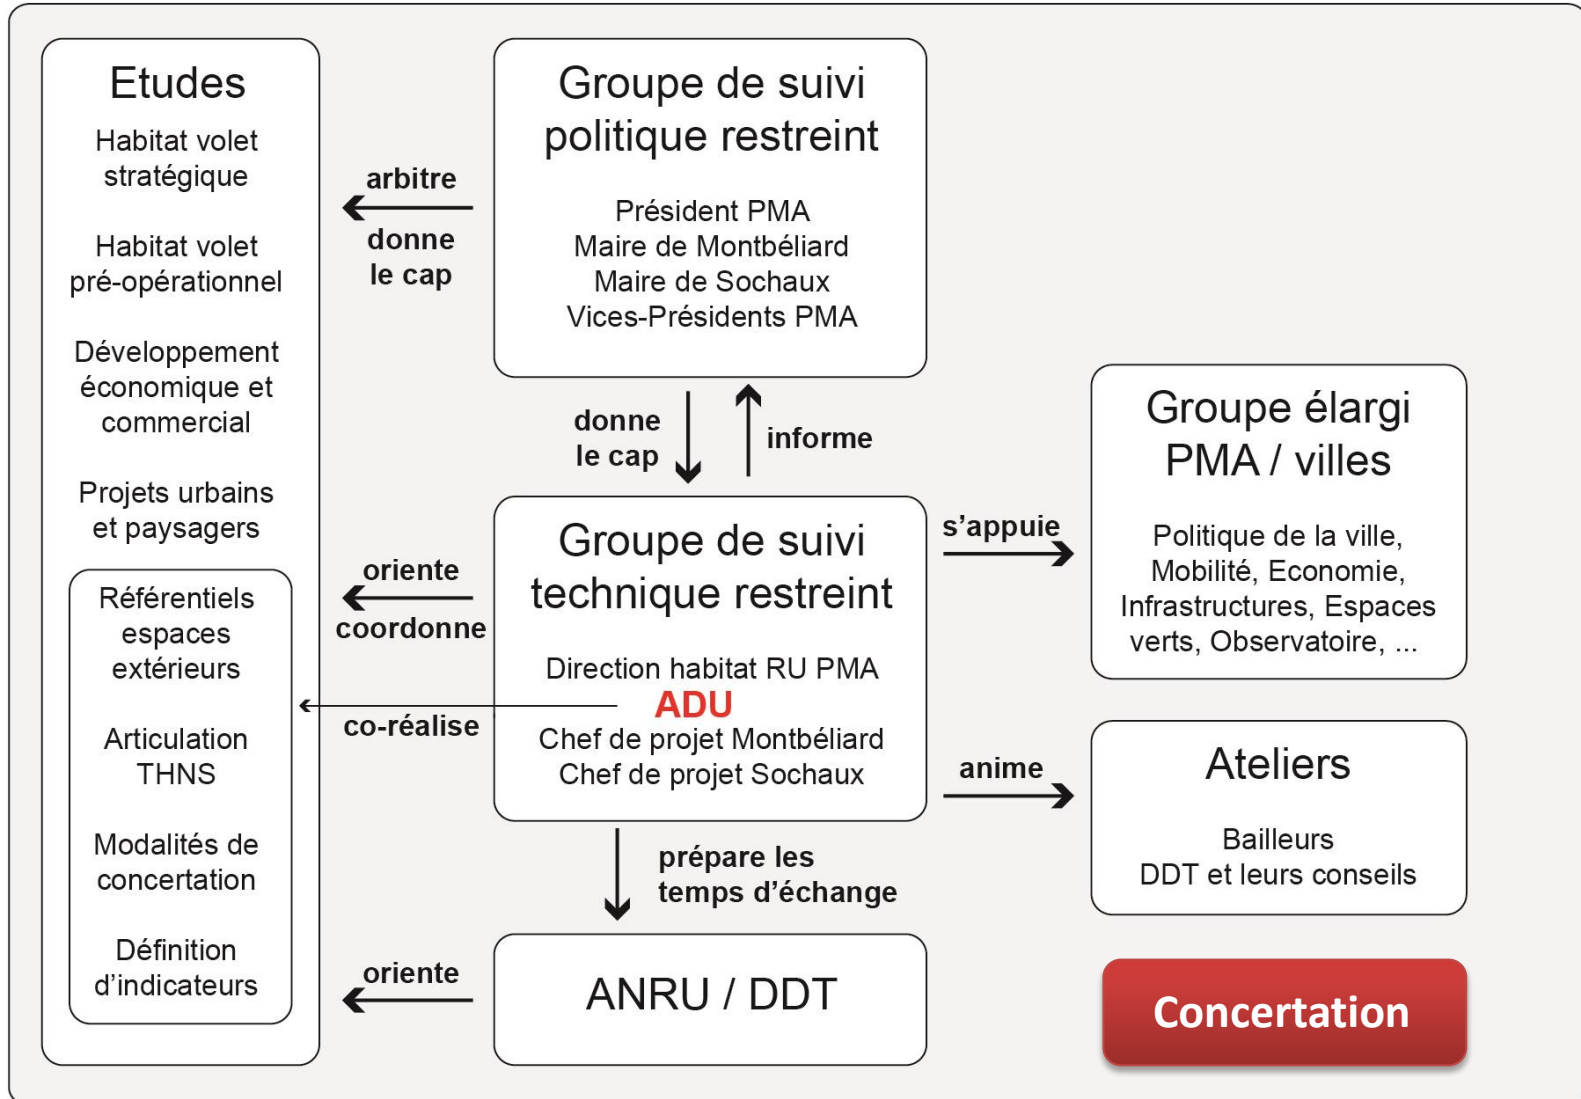 Etudes
Habitat volet
stratégique
Habitat volet
pré-opérationnel
Développement
économique et
commercial
Projets urbains
et paysagers
Référentiels
espaces
extérieurs
Articulation
THNS
Modalités de
concertation
Définition
d'indicateurs
arbitre
donne
le cap
oriente
coordonne
co-réalise
oriente
Groupe de suivi
politique restreint
Président PMA
Maire de Montbéliard
Maire de Sochaux
Vices-Présidents PMA
donne
le cap
informe
Groupe de suivi
technique restreint
Direction habitat RU PMA
ADU
Chef de projet Montbéliard
Chef de projet Sochaux
prépare les
temps d'échange
ANRU / DDT
s'appuie
anime
Groupe élargi
PMA / villes
Politique de la ville,
Mobilité, Economie,
Infrastructures, Espaces
verts, Observatoire, ...
Ateliers
Bailleurs
DDT et leurs conseils
Concertation